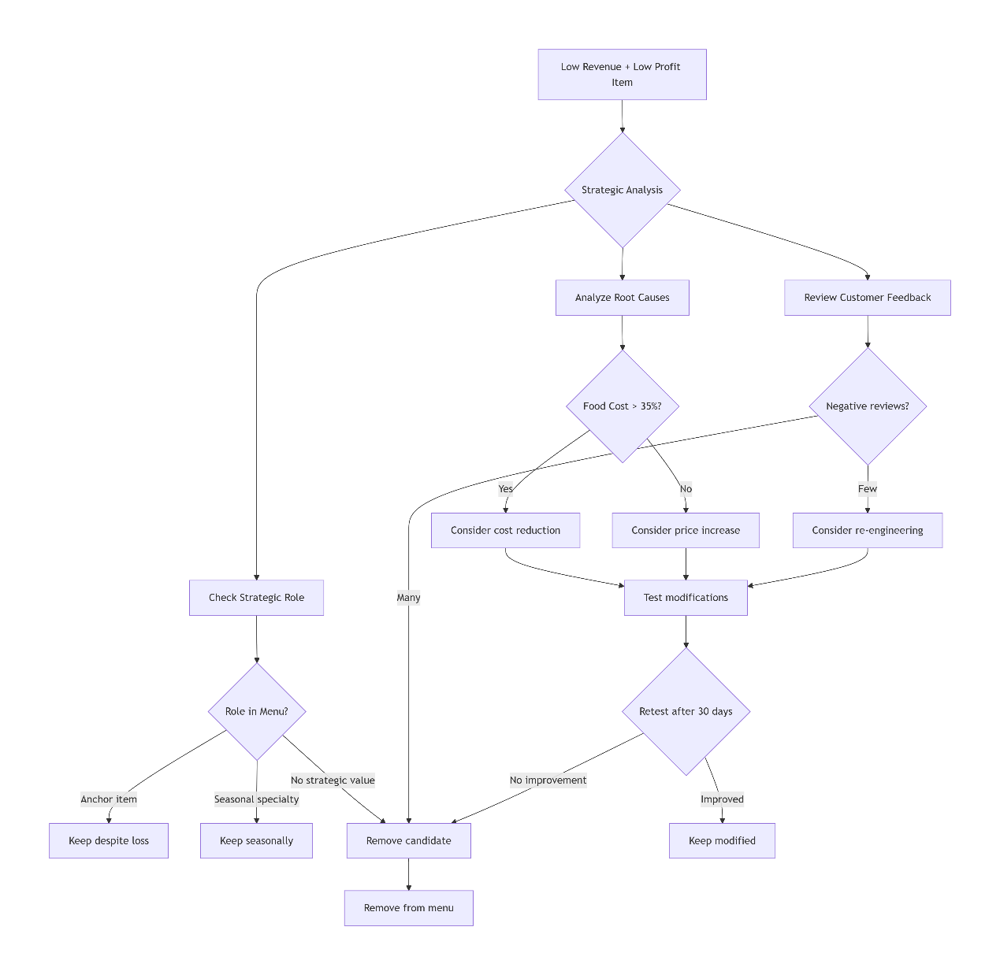 Low Revenue + Low Profit
Item
Strategic Analysis
Analyze Root Causes
Review Customer Feedback
Food Cost > 35%?
Negative reviews?
Yes
No
Few
Consider cost reduction
Consider price increase
Consider re-engineering
Check Strategic Role
Many
Test modifications
Role in Menu?
Retest after 30 days
No strategic value
No improvement
Anchor item
Seasonal specialty
Improved
Keep despite loss
Keep seasonally
Remove candidate
Keep modified
Remove from menu